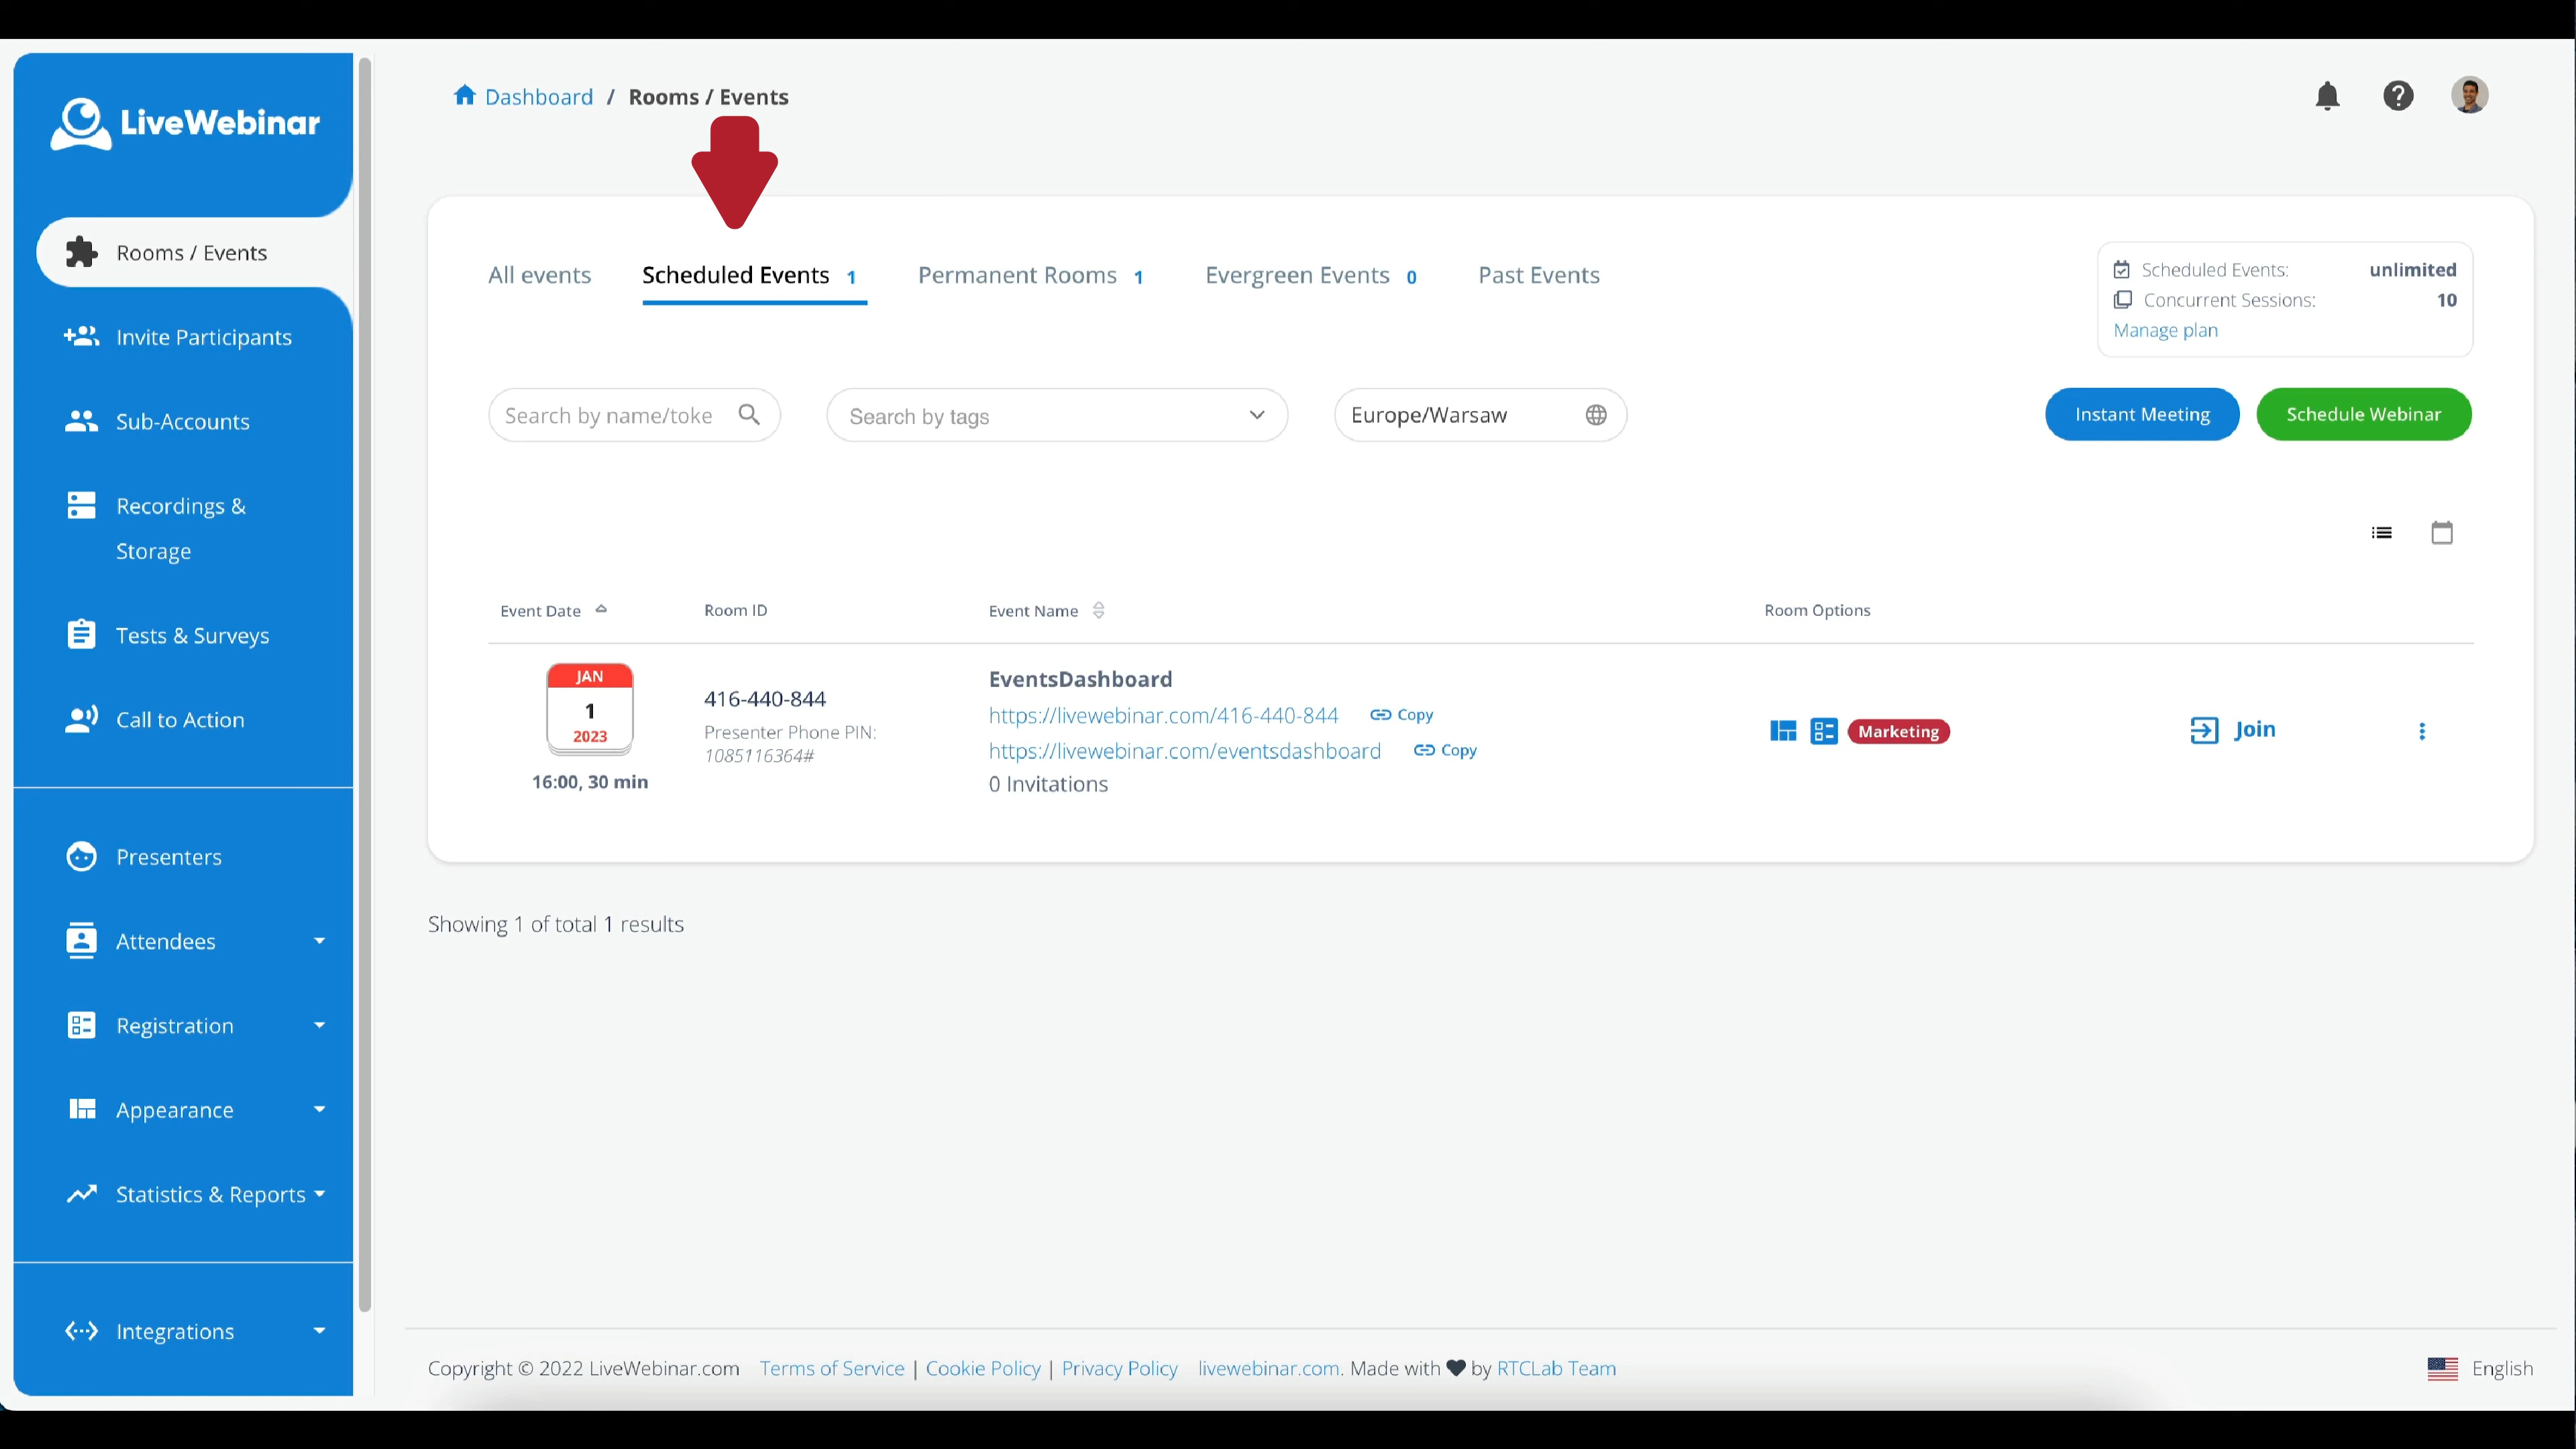 LiveWebinar
Rooms / Events
Invite Participants
Sub-Accounts
Recordings &
Storage
Tests & Surveys
Call to Action
Presenters
Attendees
Registration
Appearance
Statistics & Reports
Integrations
Dashboard / Rooms / Events
All events Scheduled Events 1 Permanent Rooms 1 Evergreen Events 0 Past Events
Scheduled Events: unlimited
Concurrent Sessions: 10
Manage plan
Search by name/toke Search by tags Europe/Warsaw Instant Meeting Schedule Webinar
Event Date Room ID Event Name Room Options
JAN
1
2023
16:00, 30 min
416-440-844
Presenter Phone PIN:
1085116364#
EventsDashboard
https://livewebinar.com/416-440-844 Copy
https://livewebinar.com/eventsdashboard Copy
0 Invitations
Marketing
Join
Showing 1 of total 1 results
Copyright © 2022 LiveWebinar.com Terms of Service | Cookie Policy | Privacy Policy livewebinar.com. Made with ♥ by RTCLab Team
English